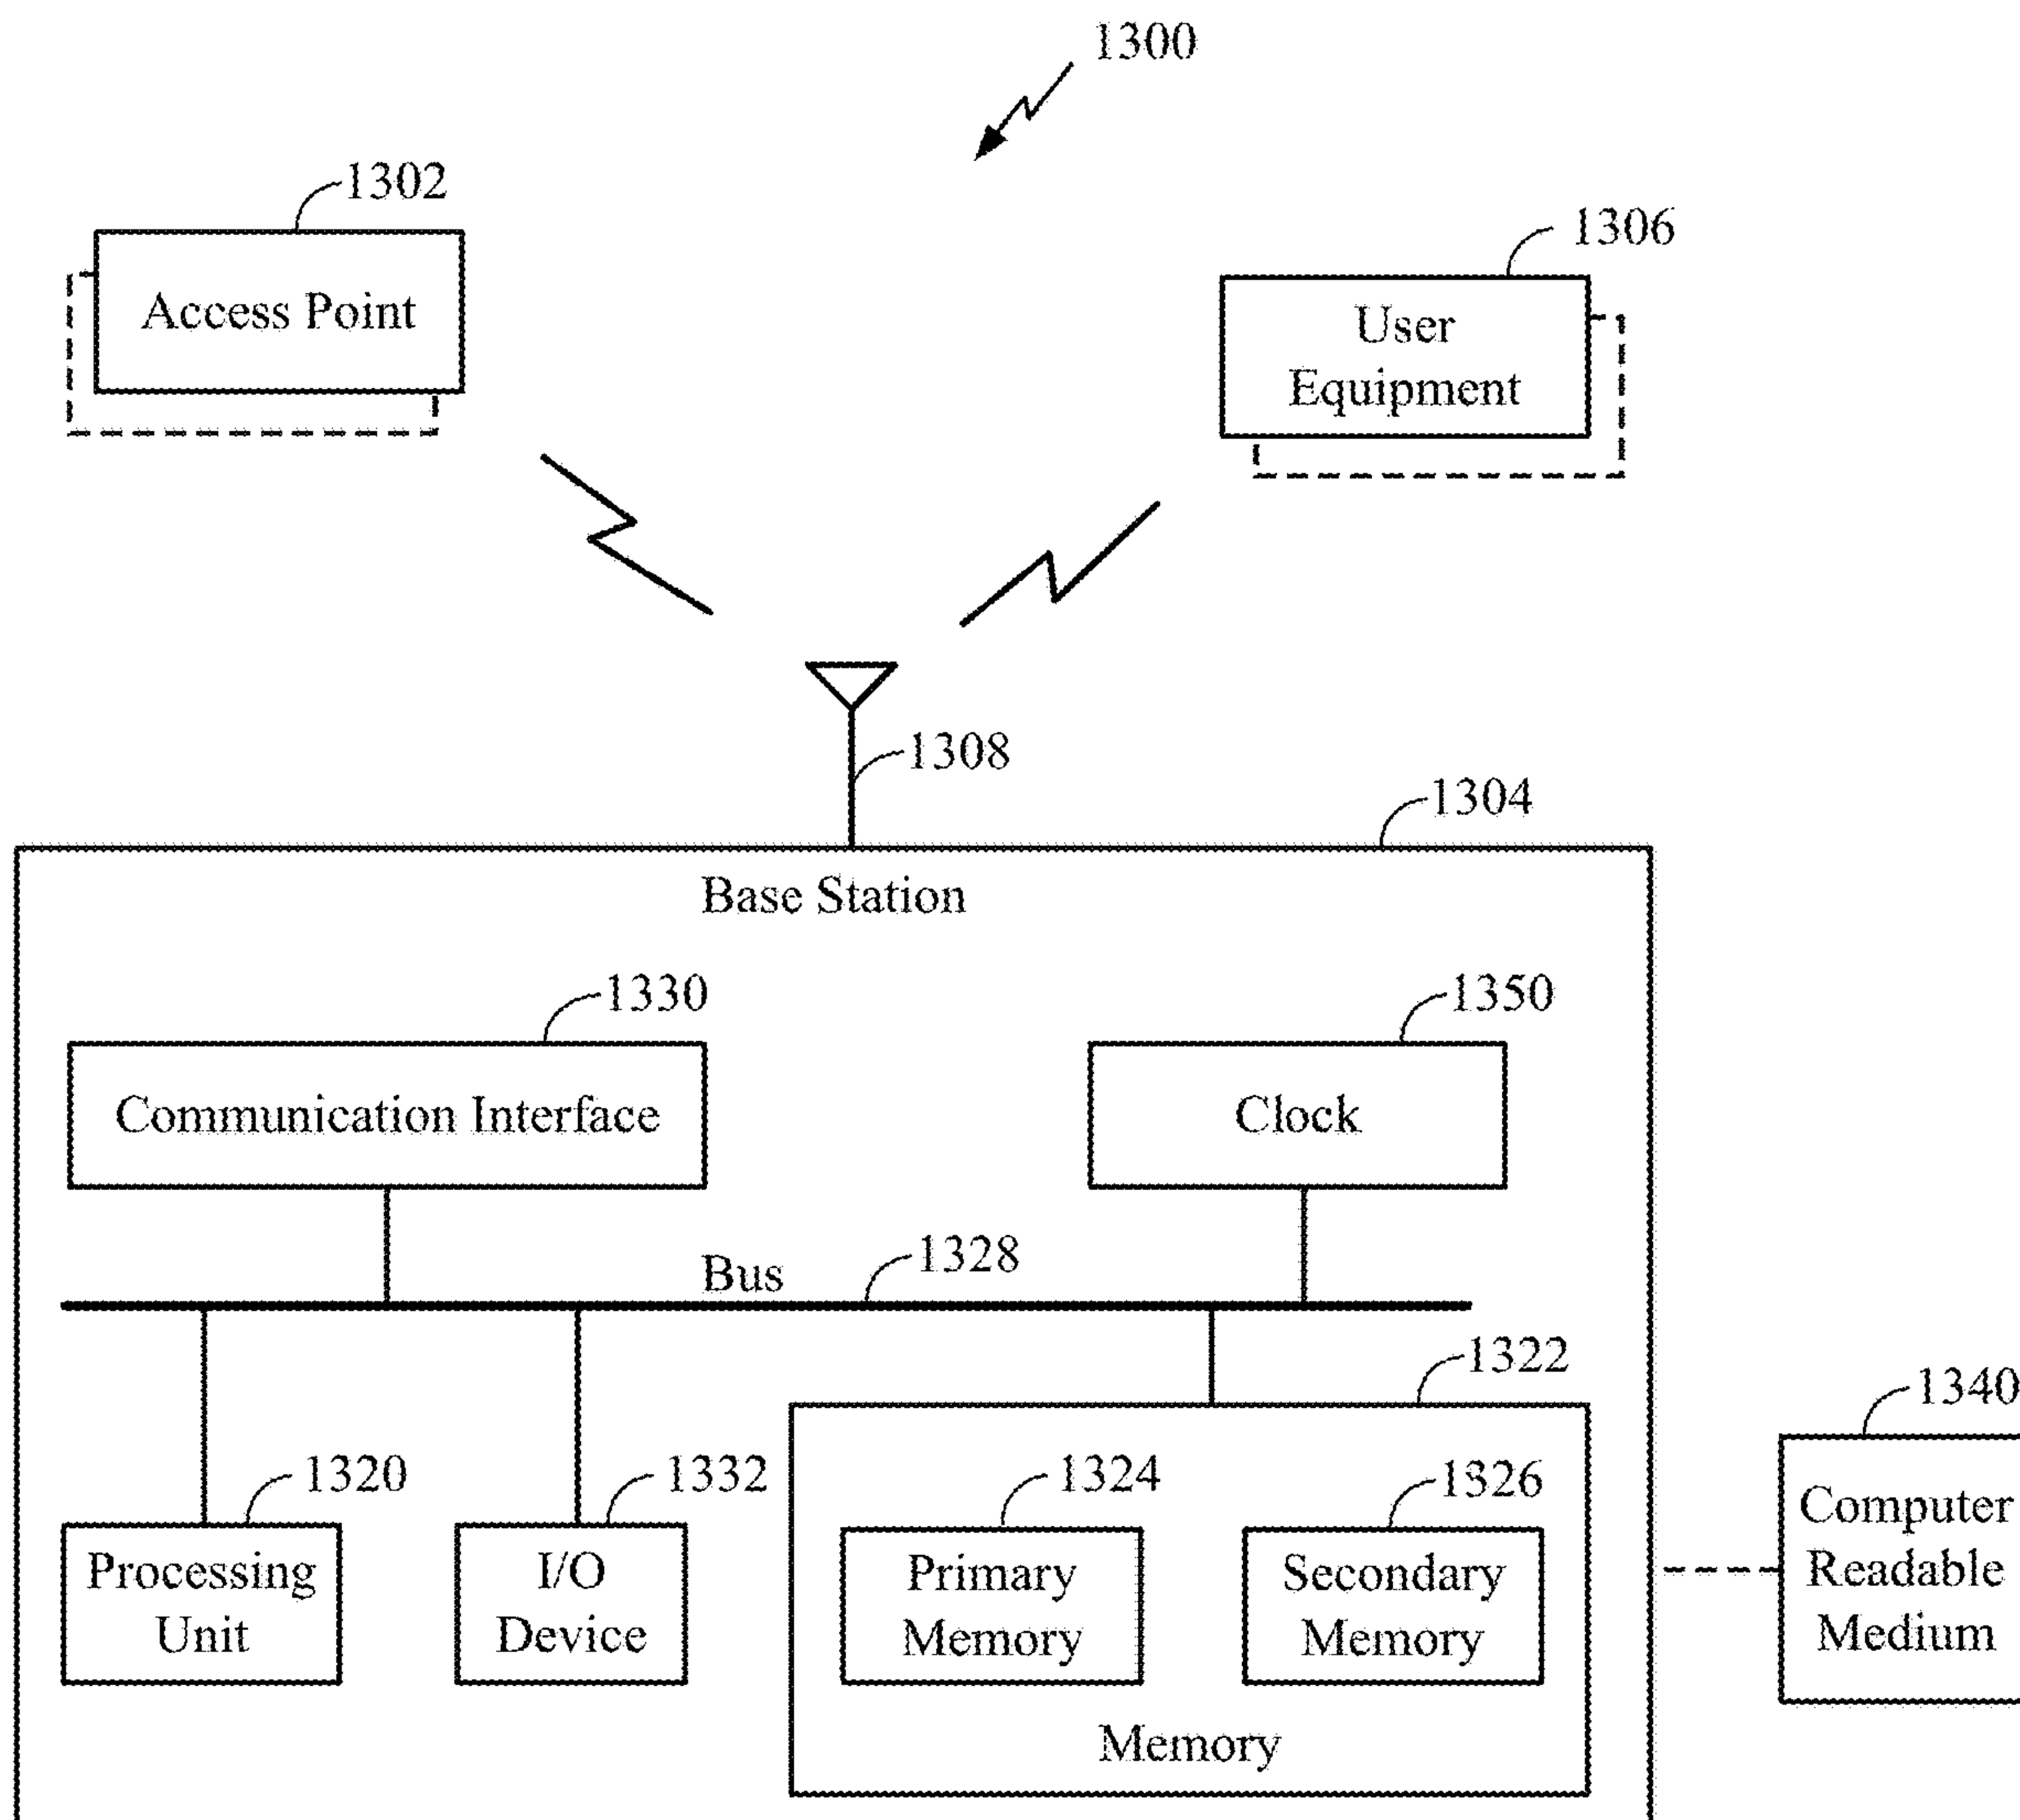 1300
1302
Access Point
1306
User
Equipment
1308
1304
Base Station
1330
Communication Interface
1350
Clock
Bus
1328
1322
1320
Processing
Unit
1332
I/O
Device
1324
Primary
Memory
1326
Secondary
Memory
Memory
1340
Computer
Readable
Medium